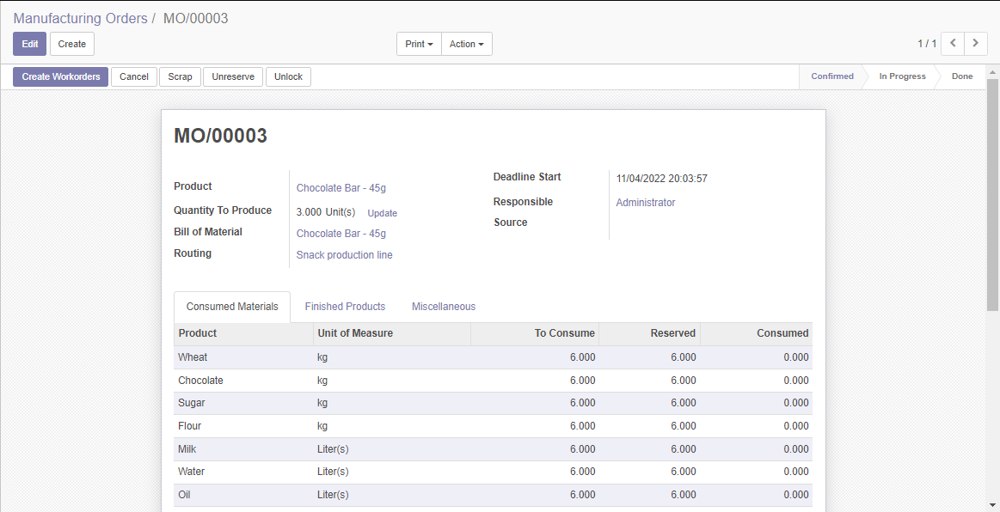 Manufacturing Orders / MO/00003
Edit Create Print Action 1 / 1
Create Workorders Cancel Scrap Unreserve Unlock Confirmed In Progress Done
MO/00003
Product Chocolate Bar - 45g
Quantity To Produce 3.000 Unit(s) Update
Bill of Material Chocolate Bar - 45g
Routing Snack production line
Deadline Start 11/04/2022 20:03:57
Responsible Administrator
Source
Consumed Materials Finished Products Miscellaneous
Product Unit of Measure To Consume Reserved Consumed
Wheat kg 6.000 6.000 0.000
Chocolate kg 6.000 6.000 0.000
Sugar kg 6.000 6.000 0.000
Flour kg 6.000 6.000 0.000
Milk Liter(s) 6.000 6.000 0.000
Water Liter(s) 6.000 6.000 0.000
Oil Liter(s) 6.000 6.000 0.000